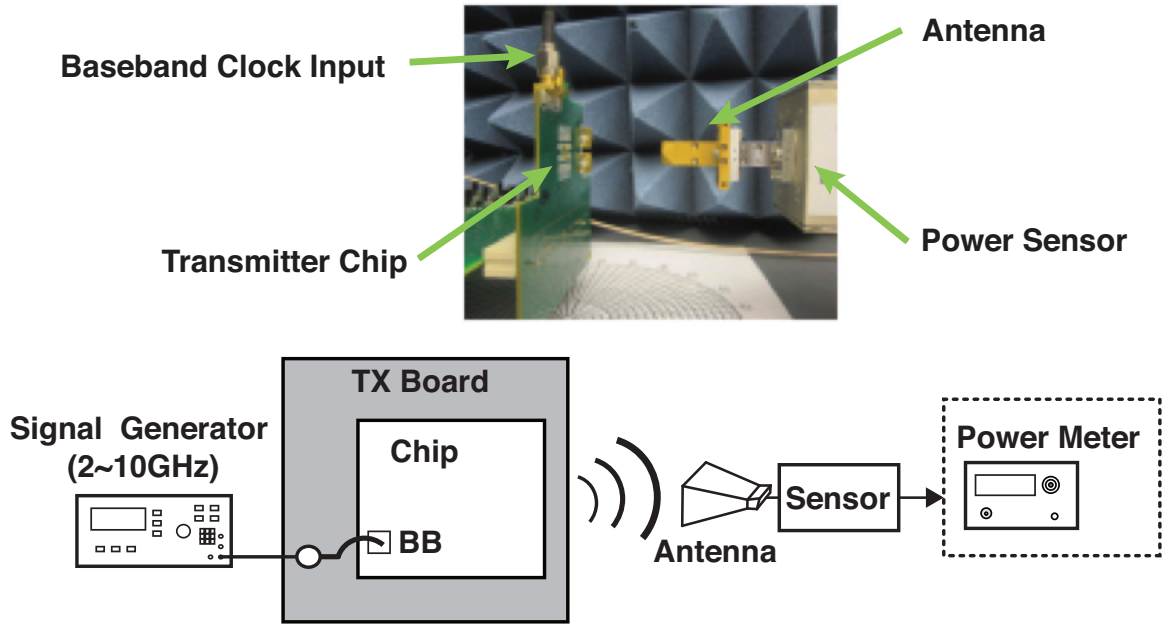 Antenna
Baseband Clock Input
Transmitter Chip
Power Sensor
TX Board
Signal Generator
(2~10GHz)
Chip
BB
Antenna
Sensor
Power Meter